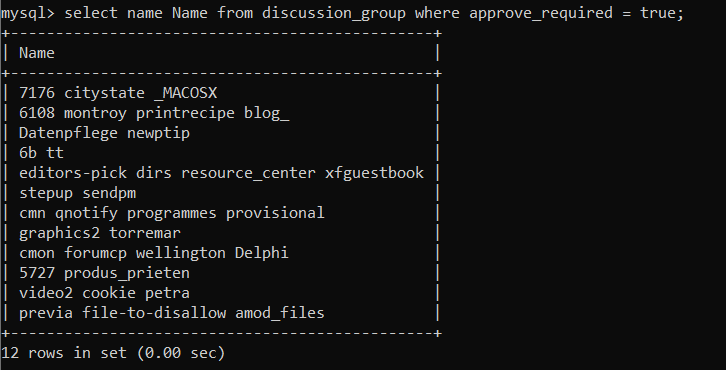 mysql> select name Name from discussion_group where approve_required = true;
+---------------------------------------------+
| Name                                        |
+---------------------------------------------+
| 7176 citystate _MACOSX                      |
| 6108 montroy printrecipe blog_              |
| Datenpflege newptip                         |
| 6b tt                                       |
| editors-pick dirs resource_center xfguestbook |
| stepup sendpm                               |
| cmn qnotify programmes provisional          |
| graphics2 torremar                          |
| cmon forumcp wellington Delphi              |
| 5727 produs_prieten                         |
| video2 cookie petra                         |
| previa file-to-disallow amod_files          |
+---------------------------------------------+
12 rows in set (0.00 sec)